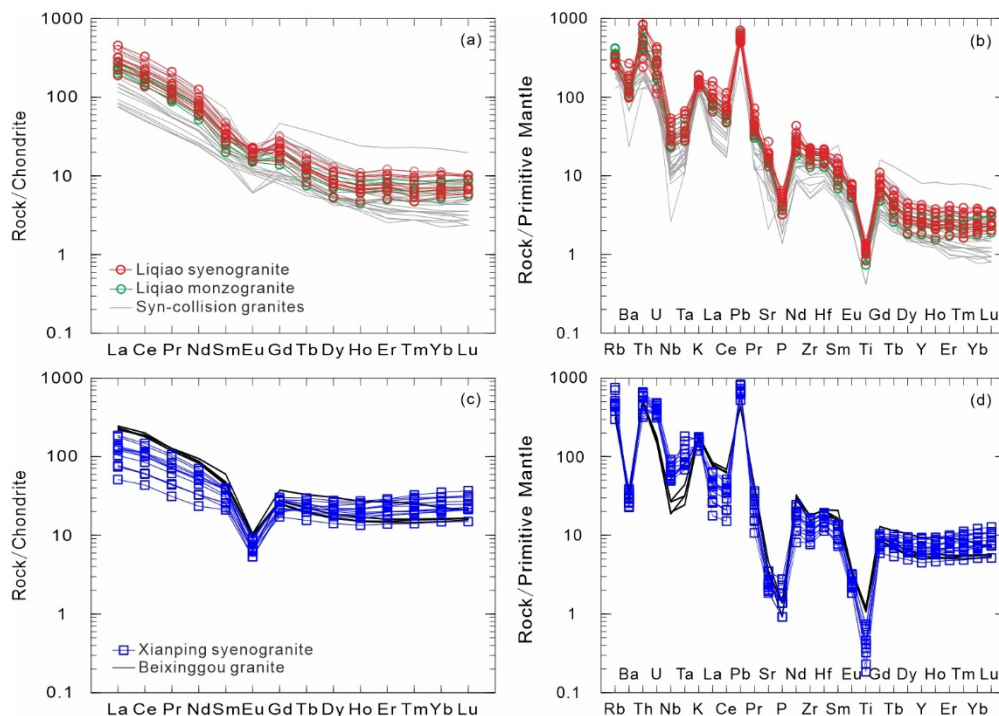 1000
(a)
100
10
1
0.1
Rock/Chondrite
Liqiao syenogranite
Liqiao monzogranite
Syn-collision granites
La Ce Pr Nd Sm Eu Gd Tb Dy Ho Er Tm Yb Lu
1000
(b)
100
10
1
0.1
Rock/Primitive Mantle
Ba U Ta La Pb Sr Nd Hf Eu Gd Dy Ho Tm Lu
Rb Th Nb K Ce Pr P Zr Sm Ti Tb Y Er Yb
1000
(c)
100
10
1
0.1
Rock/Chondrite
Xianping syenogranite
Beixinggou granite
La Ce Pr Nd Sm Eu Gd Tb Dy Ho Er Tm Yb Lu
1000
(d)
100
10
1
0.1
Rock/Primitive Mantle
Ba U Ta La Pb Sr Nd Hf Eu Gd Dy Ho Tm Lu
Rb Th Nb K Ce Pr P Zr Sm Ti Tb Y Er Yb